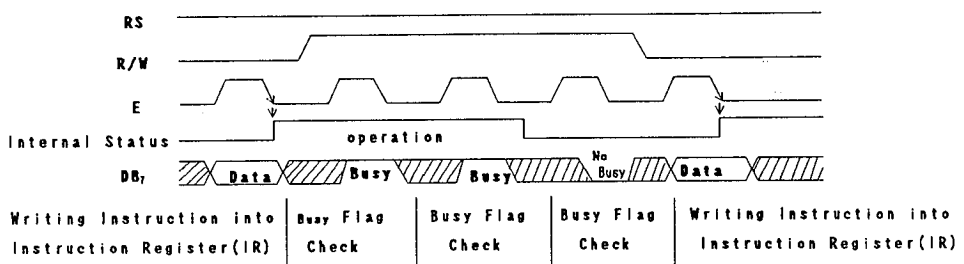 RS
R/W
E
Internal Status operation
DB7 Data Busy Busy No Busy Data
Writing Instruction into Busy Flag Busy Flag Busy Flag Writing Instruction into
Instruction Register(IR) Check Check Check Instruction Register(IR)